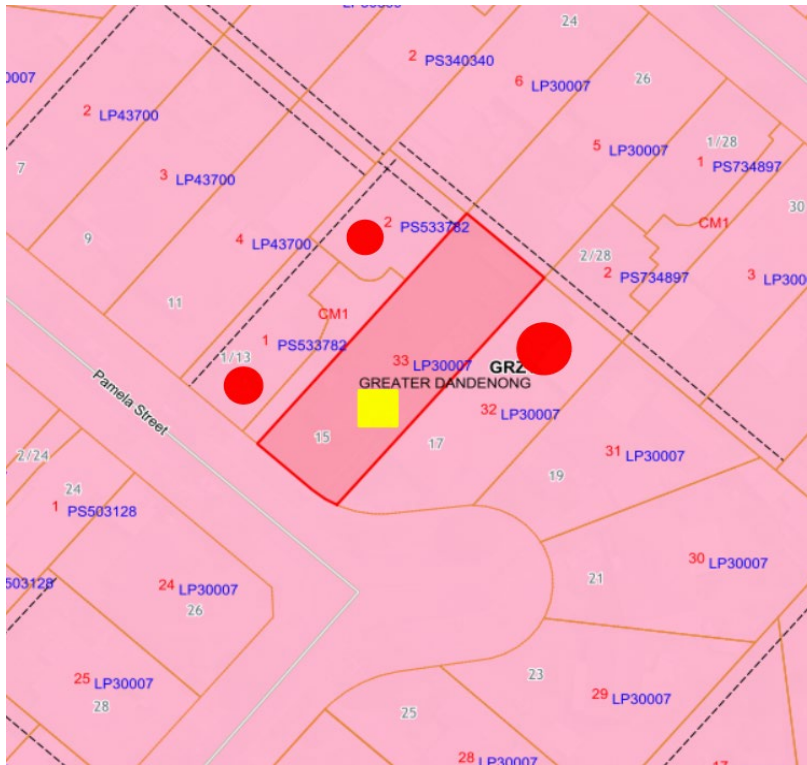 24
2 PS340340
6 LP30007
26
2 LP43700
5 LP30007
1/28
1 PS734897
7
3 LP43700
30
2 PS533782
CM1
9
4 LP43700
2/28
2 PS734897
3
11
CM1
1 PS533782
1/13
33 LP30007
GRZ
GREATER DANDENONG
Pamela Street
32 LP30007
15
17
31 LP30007
2/24
19
24
1 PS503128
30 LP30007
21
24 LP30007
26
23
25 LP30007
29 LP30007
28
25
28 LP30007